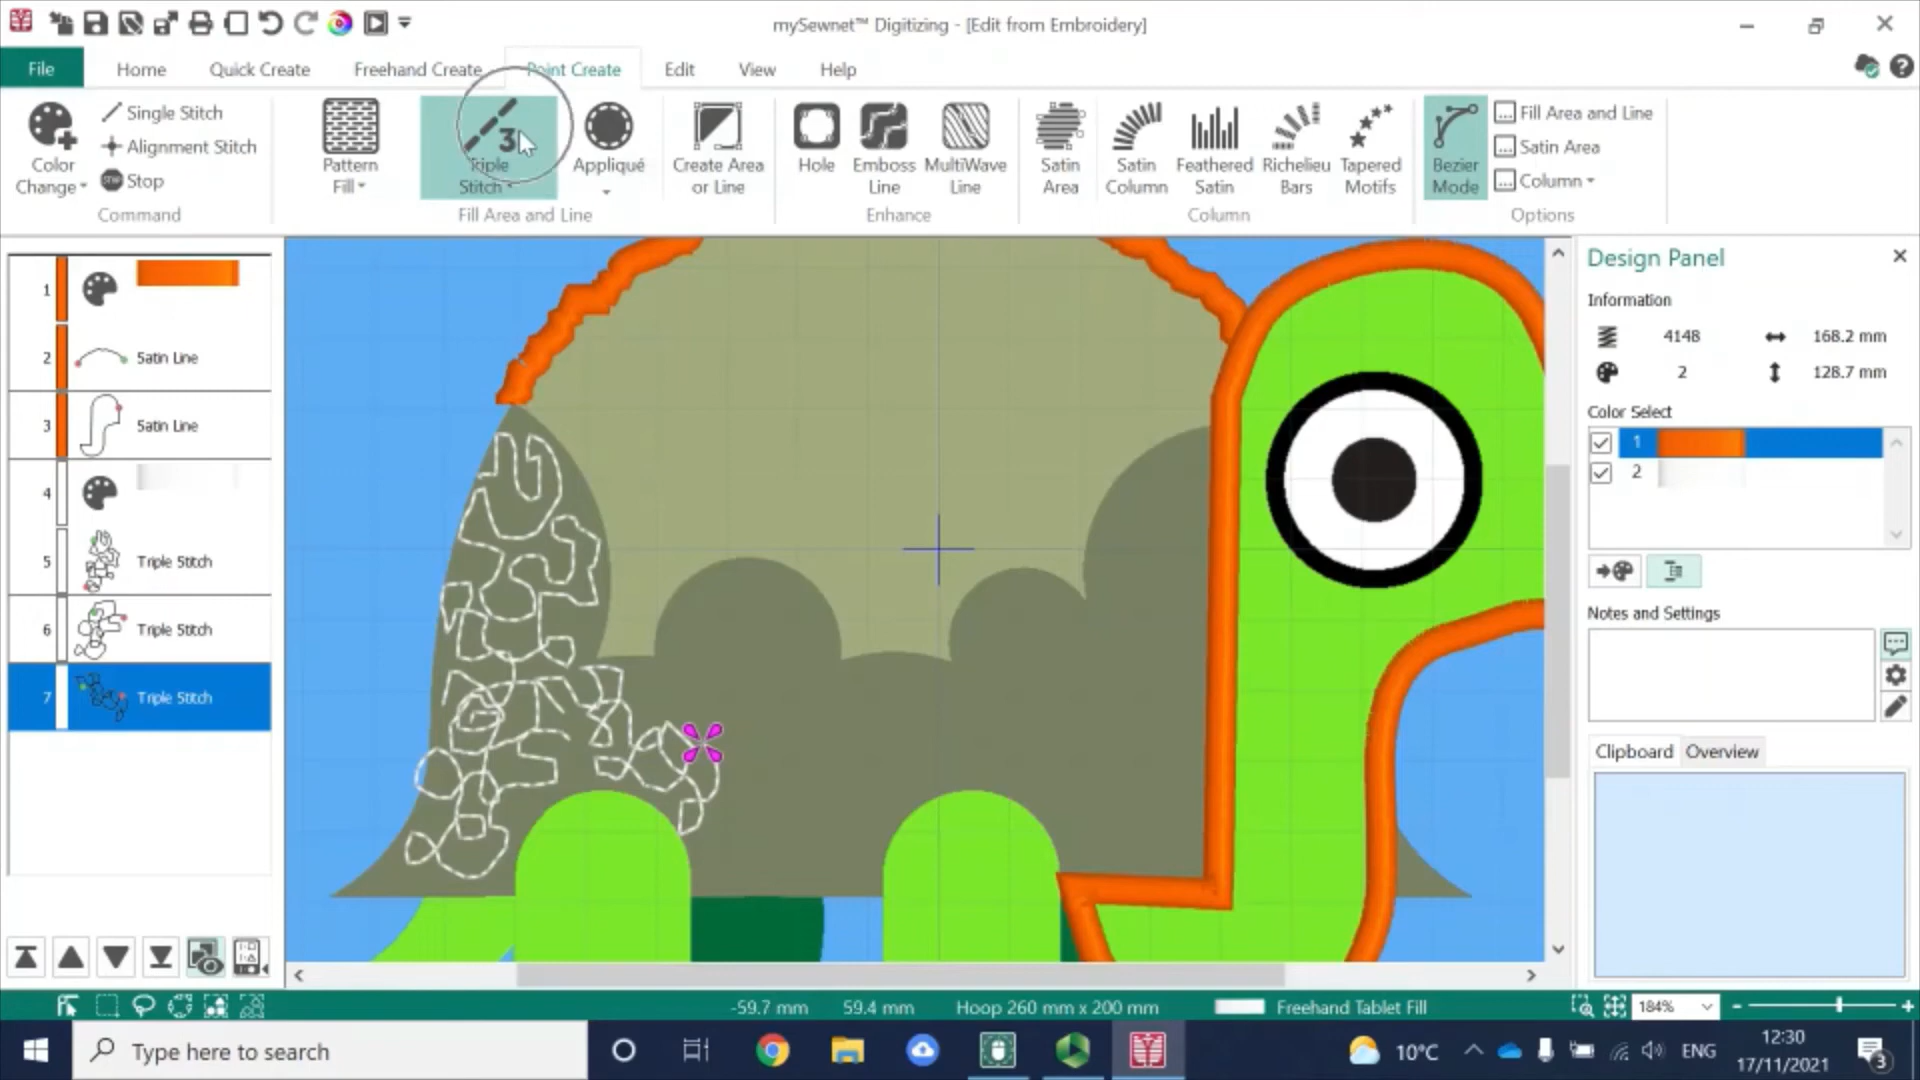 mySewnet™ Digitizing - [Edit from Embroidery]
File Home Quick Create Freehand Create Point Create Edit View Help
Color Change
Single Stitch
Alignment Stitch
STOP Stop
Command
Pattern Fill
3
Triple Stitch
Appliqué
Fill Area and Line
Create Area or Line
Hole
Emboss Line
MultiWave Line
Enhance
Satin Area
Satin Column
Feathered Satin
Richelieu Bars
Tapered Motifs
Column
Bezier Mode
Fill Area and Line
Satin Area
Column
Options
1
2 Satin Line
3 Satin Line
4
5 Triple Stitch
6 Triple Stitch
7 Triple Stitch
Design Panel
Information
4148 168.2 mm
2 128.7 mm
Color Select
1
2
Notes and Settings
Clipboard Overview
-59.7 mm 59.4 mm Hoop 260 mm x 200 mm Freehand Tablet Fill 184%
Type here to search
10°C ENG
12:30
17/11/2021
3